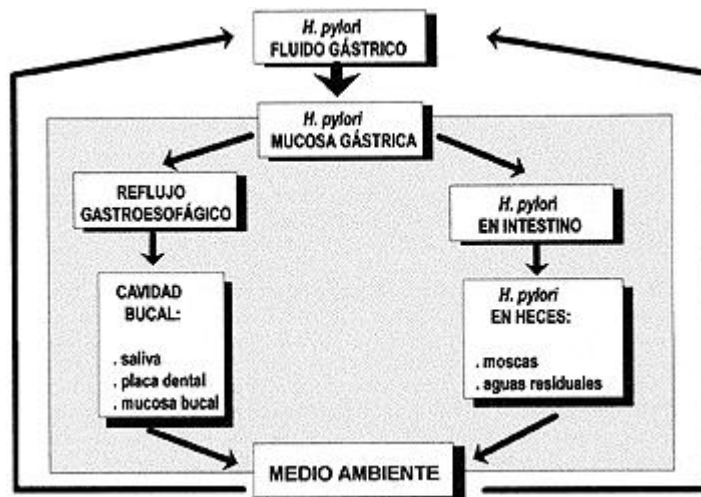 H. pylori
FLUIDO GÁSTRICO
H. pylori
MUCOSA GÁSTRICA
REFLUJO
GASTROESOFÁGICO
CAVIDAD
BUCAL:
. saliva
. placa dental
. mucosa bucal
H. pylori
EN INTESTINO
H. pylori
EN HECES:
. moscas
. aguas residuales
MEDIO AMBIENTE